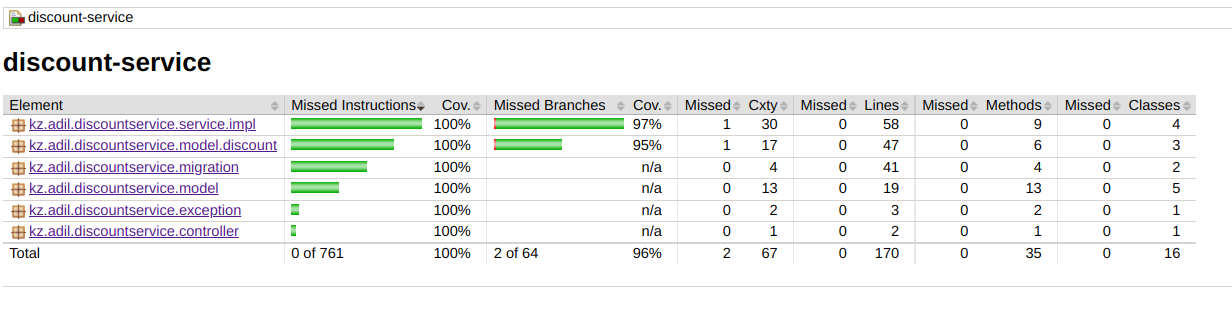 discount-service
discount-service
Element Missed Instructions Cov. Missed Branches Cov. Missed Cxty Missed Lines Missed Methods Missed Classes
kz.adil.discountservice.service.impl 100% 97% 1 30 0 58 0 9 0 4
kz.adil.discountservice.model.discount 100% 95% 1 17 0 47 0 6 0 3
kz.adil.discountservice.migration 100% n/a 0 4 0 41 0 4 0 2
kz.adil.discountservice.model 100% n/a 0 13 0 19 0 13 0 5
kz.adil.discountservice.exception 100% n/a 0 2 0 3 0 2 0 1
kz.adil.discountservice.controller 100% n/a 0 1 0 2 0 1 0 1
Total 0 of 761 100% 2 of 64 96% 2 67 0 170 0 35 0 16